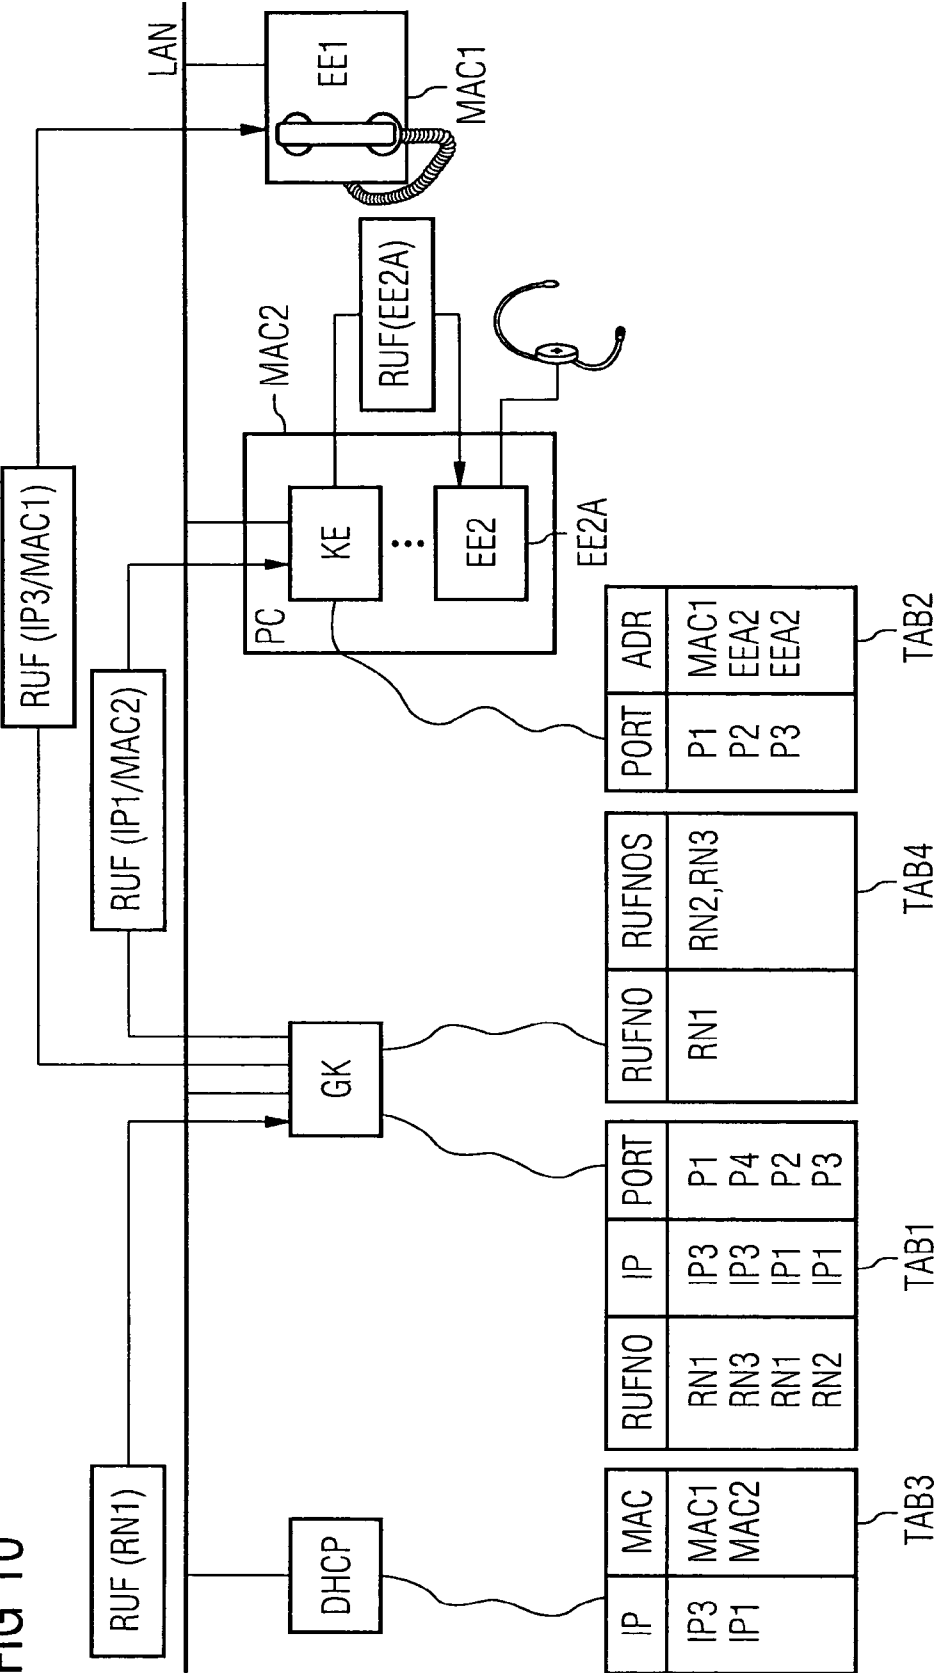 FIG 10
RUF (RN1)
RUF (IP1/MAC2)
RUF (IP3/MAC1)
LAN
DHCP
GK
PC
KE
EE2
EE2A
MAC2
RUF(EE2A)
EE1
MAC1
IP MAC
IP3 MAC1
IP1 MAC2
TAB3
RUFNO IP PORT
RN1 IP3 P1
RN3 IP3 P4
RN1 IP1 P2
RN2 IP1 P3
TAB1
RUFNO RUFNOS
RN1 RN2,RN3
TAB4
PORT ADR
P1 MAC1
P2 EEA2
P3 EEA2
TAB2